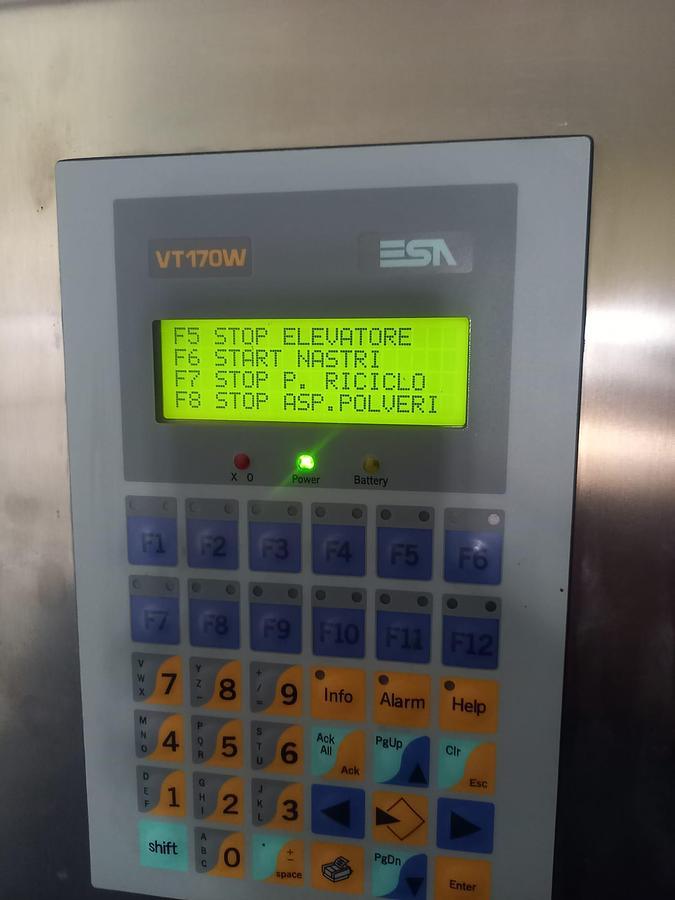 VT170W ESA
F5 STOP ELEVATORE
F6 START NASTRI
F7 STOP P. RICICLO
F8 STOP ASP.POLVERI
X O Power Battery
F1 F2 F3 F4 F5 F6
F7 F8 F9 F10 F11 F12
V W X 7 Y Z _ 8 + / = 9 Info Alarm Help
M N O 4 P Q R 5 S T U 6 Ack All Ack PgUp Clr Esc
D E F 1 G H I 2 J K L 3
shift A B C 0 . + − space PgDn Enter